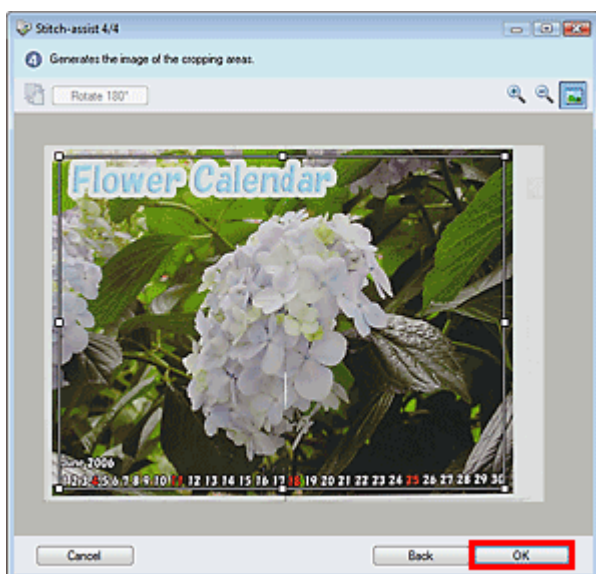 Stitch-assist 4/4
4 Generates the image of the cropping areas.
Rotate 180°
Flower Calendar
June 2006
1 2 3 4 5 6 7 8 9 10 11 12 13 14 15 16 17 18 19 20 21 22 23 24 25 26 27 28 29 30
Cancel Back OK